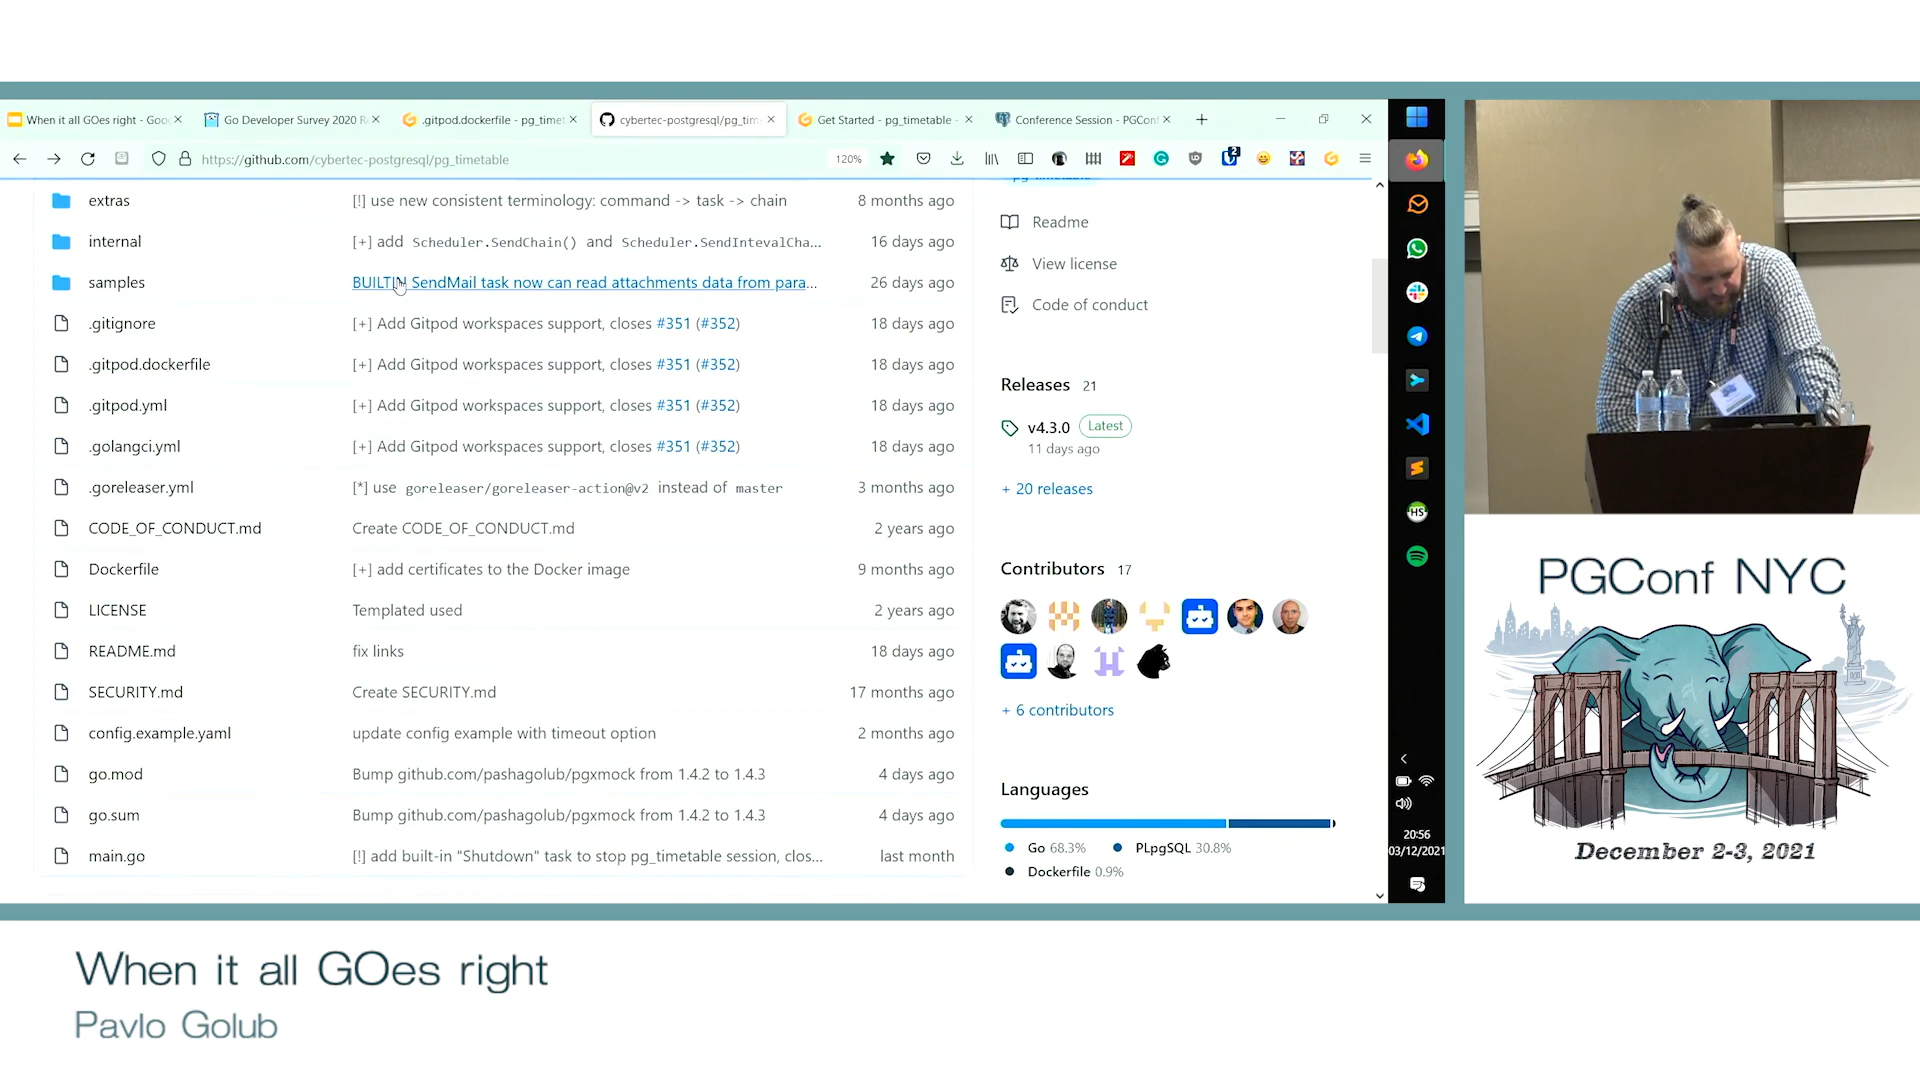 When it all GOes right - Goo
Go Developer Survey 2020 R
.gitpod.dockerfile - pg_timet
cybertec-postgresql/pg_tim
Get Started - pg_timetable -
Conference Session - PGConf
https://github.com/cybertec-postgresql/pg_timetable
120%
2
extras [!] use new consistent terminology: command -> task -> chain 8 months ago
internal [+] add Scheduler.SendChain() and Scheduler.SendIntevalCha... 16 days ago
samples BUILTIN SendMail task now can read attachments data from para... 26 days ago
.gitignore [+] Add Gitpod workspaces support, closes #351 (#352) 18 days ago
.gitpod.dockerfile [+] Add Gitpod workspaces support, closes #351 (#352) 18 days ago
.gitpod.yml [+] Add Gitpod workspaces support, closes #351 (#352) 18 days ago
.golangci.yml [+] Add Gitpod workspaces support, closes #351 (#352) 18 days ago
.goreleaser.yml [*] use goreleaser/goreleaser-action@v2 instead of master 3 months ago
CODE_OF_CONDUCT.md Create CODE_OF_CONDUCT.md 2 years ago
Dockerfile [+] add certificates to the Docker image 9 months ago
LICENSE Templated used 2 years ago
README.md fix links 18 days ago
SECURITY.md Create SECURITY.md 17 months ago
config.example.yaml update config example with timeout option 2 months ago
go.mod Bump github.com/pashagolub/pgxmock from 1.4.2 to 1.4.3 4 days ago
go.sum Bump github.com/pashagolub/pgxmock from 1.4.2 to 1.4.3 4 days ago
main.go [!] add built-in "Shutdown" task to stop pg_timetable session, clos... last month
Readme
View license
Code of conduct
Releases 21
v4.3.0 Latest
11 days ago
+ 20 releases
Contributors 17
+ 6 contributors
Languages
Go 68.3% PLpgSQL 30.8%
Dockerfile 0.9%
HS
20:56
03/12/2021
PGConf NYC
December 2-3, 2021
When it all GOes right
Pavlo Golub